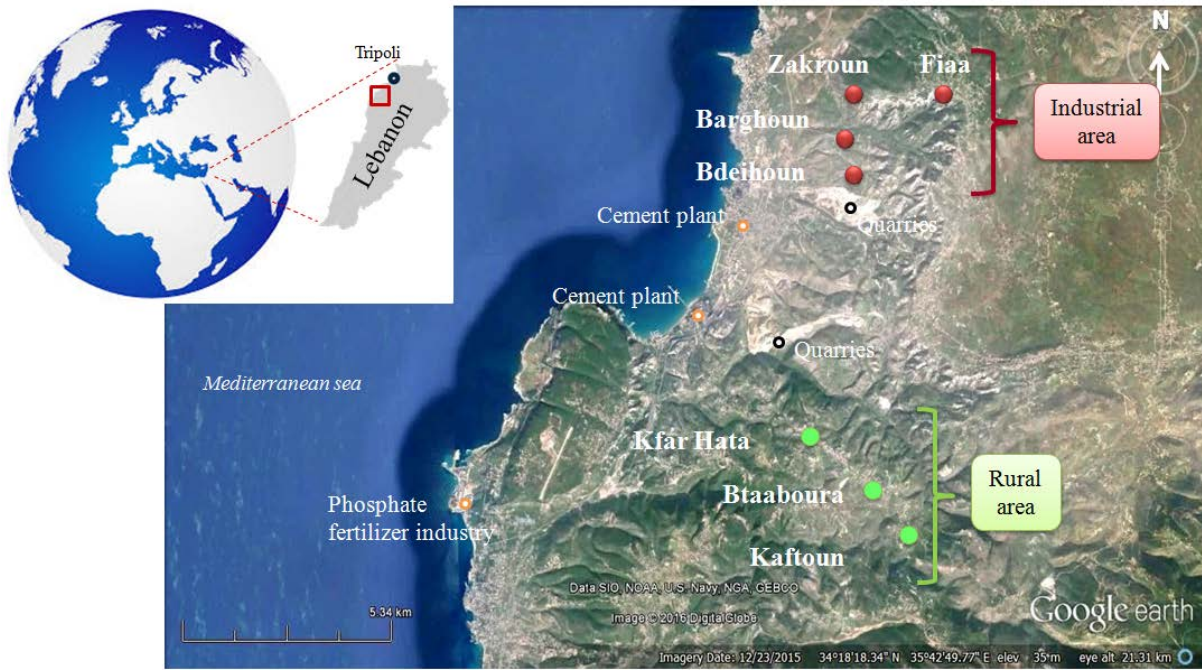 Tripoli
Lebanon
N
Zakroun
Fiaa
Barghoun
Industrial
area
Bdeihoun
Cement plant
Quarries
Cement plant
Quarries
Mediterranean sea
Kfar Hata
Rural
area
Btaaboura
Phosphate
fertilizer industry
Kaftoun
Data SIO, NOAA, U.S. Navy, NGA, GEBCO
Image © 2016 DigitalGlobe
5.34 km
Google earth
Imagery Date: 12/23/2015 34°18'18.34" N 35°42'49.77" E elev 35 m eye alt 21.31 km